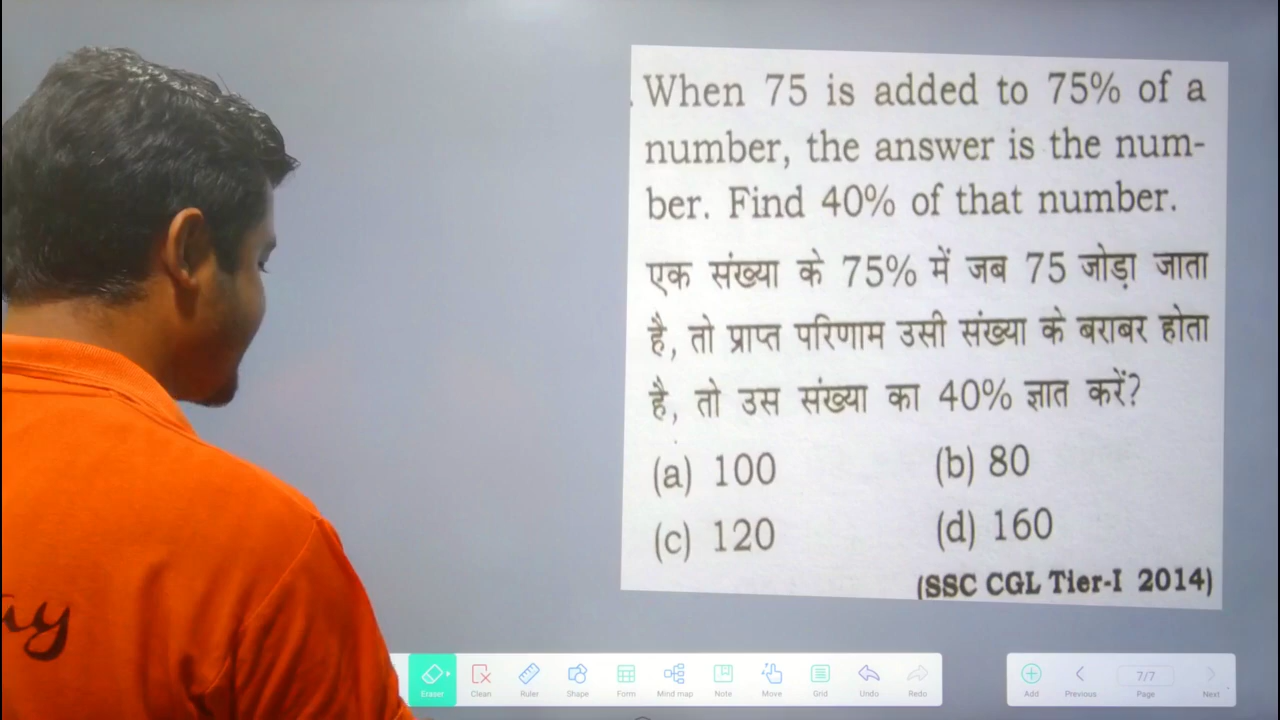 When 75 is added to 75% of a
number, the answer is the num-
ber. Find 40% of that number.
एक संख्या के 75% में जब 75 जोड़ा जाता
है, तो प्राप्त परिणाम उसी संख्या के बराबर होता
है, तो उस संख्या का 40% ज्ञात करें?
(a) 100 (b) 80
(c) 120 (d) 160
(SSC CGL Tier-I 2014)
Eraser Clean Ruler Shape Form Mind map Note Move Grid Undo Redo
Add Previous 7/7 Page Next